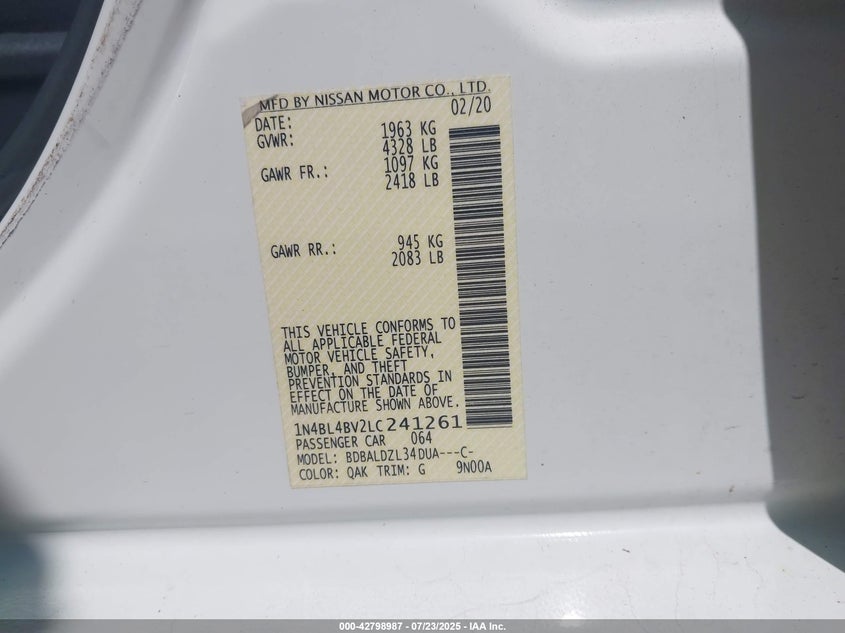 MFD BY NISSAN MOTOR CO., LTD.
DATE: 02/20
GVWR: 1963 KG
4328 LB
GAWR FR.: 1097 KG
2418 LB
GAWR RR.: 945 KG
2083 LB
THIS VEHICLE CONFORMS TO
ALL APPLICABLE FEDERAL
MOTOR VEHICLE SAFETY,
BUMPER, AND THEFT
PREVENTION STANDARDS IN
EFFECT ON THE DATE OF
MANUFACTURE SHOWN ABOVE.
1N4BL4BV2LC241261
PASSENGER CAR 064
MODEL: BDBALDZL34DUA---C-
COLOR: QAK TRIM: G 9N00A
000-42798987 - 07/23/2025 - IAA Inc.